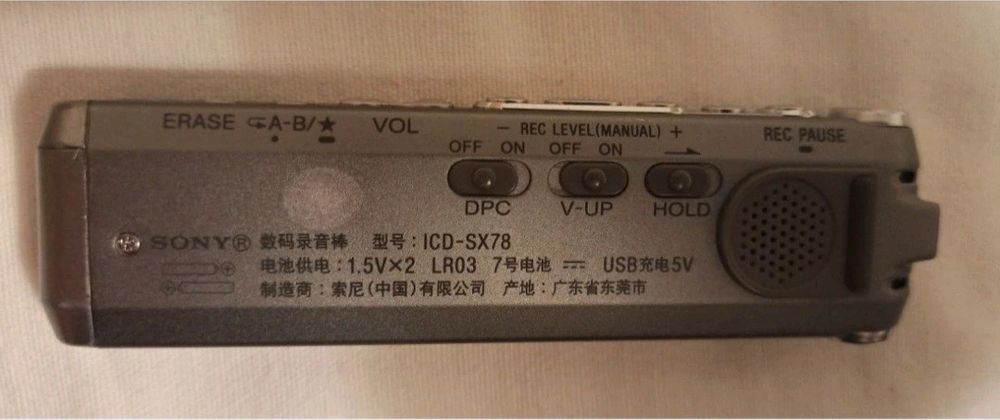 ERASE A-B/★ VOL – REC LEVEL(MANUAL) + REC PAUSE
OFF ON OFF ON
DPC V-UP HOLD
SONY® 数码录音棒 型号：ICD-SX78
电池供电：1.5V×2 LR03 7号电池 ⎓ USB充电5V
制造商：索尼(中国)有限公司 产地：广东省东莞市